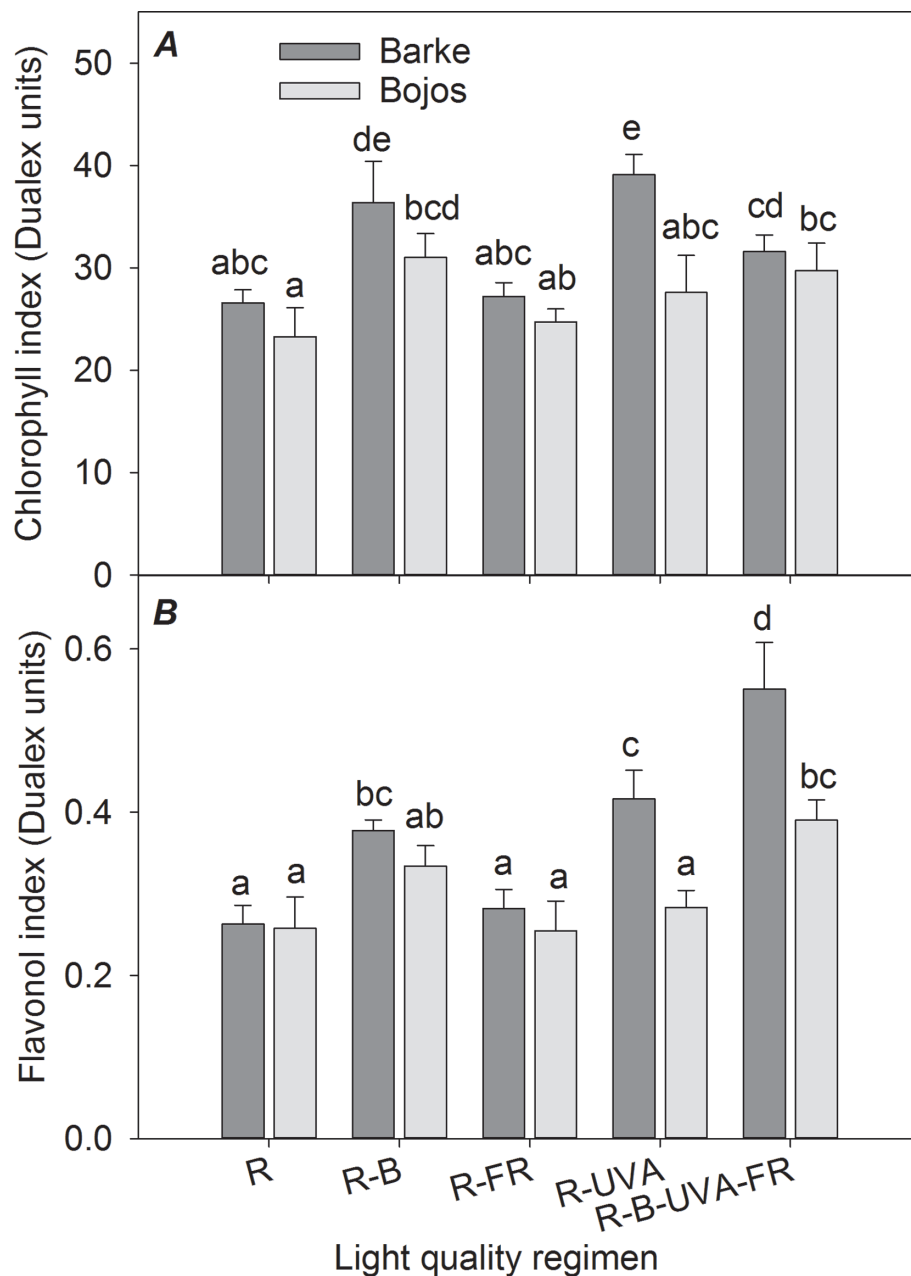 A
Barke
Bojos
50
40
30
20
10
0
Chlorophyll index (Dualex units)
abc
a
de
bcd
abc
ab
e
abc
cd
bc
B
0.6
0.4
0.2
0.0
Flavonol index (Dualex units)
a
a
bc
ab
a
a
c
a
d
bc
R
R-B
R-FR
R-UVA
R-B-UVA-FR
Light quality regimen